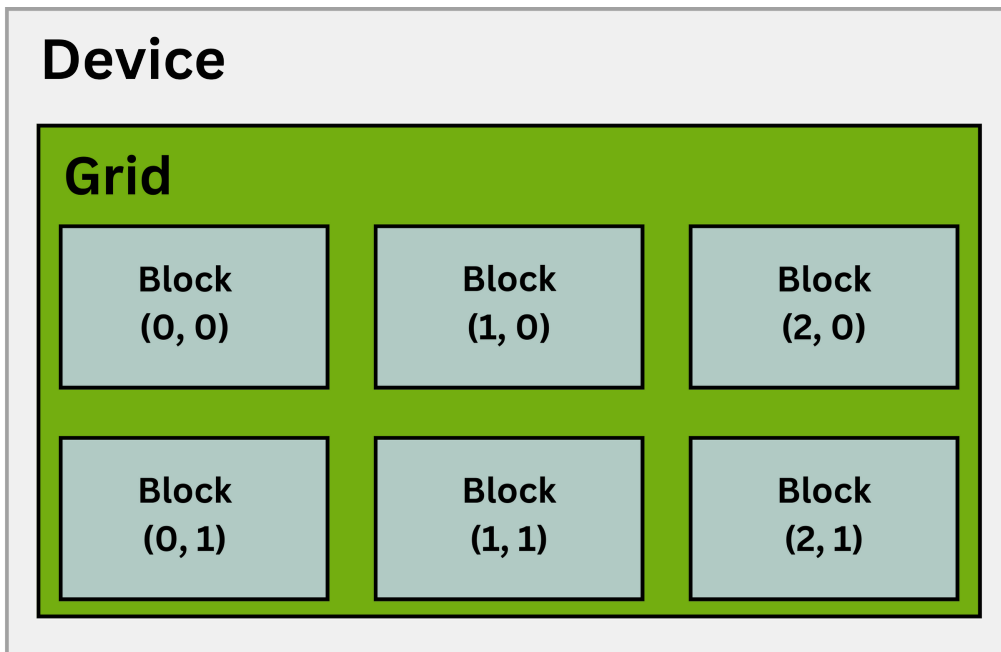 Device
Grid
Block
(0, 0)
Block
(1, 0)
Block
(2, 0)
Block
(0, 1)
Block
(1, 1)
Block
(2, 1)